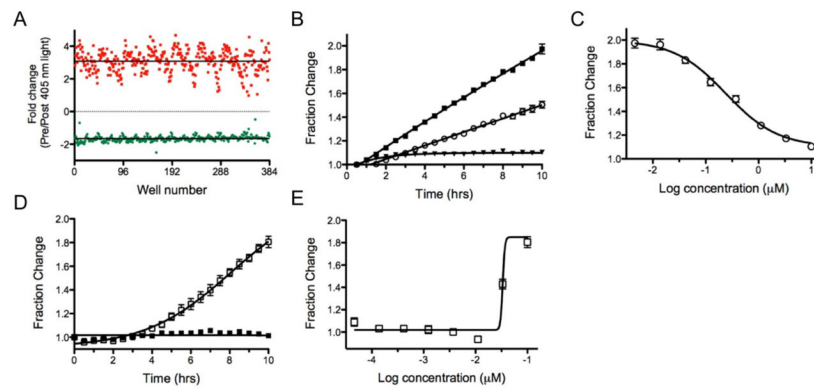 A
Fold change
(Pre/Post 405 nm light)
4
2
0
-2
0 96 192 288 384
Well number
B
Fraction Change
2.0
1.8
1.6
1.4
1.2
1.0
0 2 4 6 8 10
Time (hrs)
C
Fraction Change
2.0
1.8
1.6
1.4
1.2
1.0
-2 -1 0 1
Log concentration (μM)
D
Fraction Change
2.0
1.8
1.6
1.4
1.2
1.0
0 2 4 6 8 10
Time (hrs)
E
Fraction Change
2.0
1.8
1.6
1.4
1.2
1.0
-4 -3 -2 -1
Log concentration (μM)